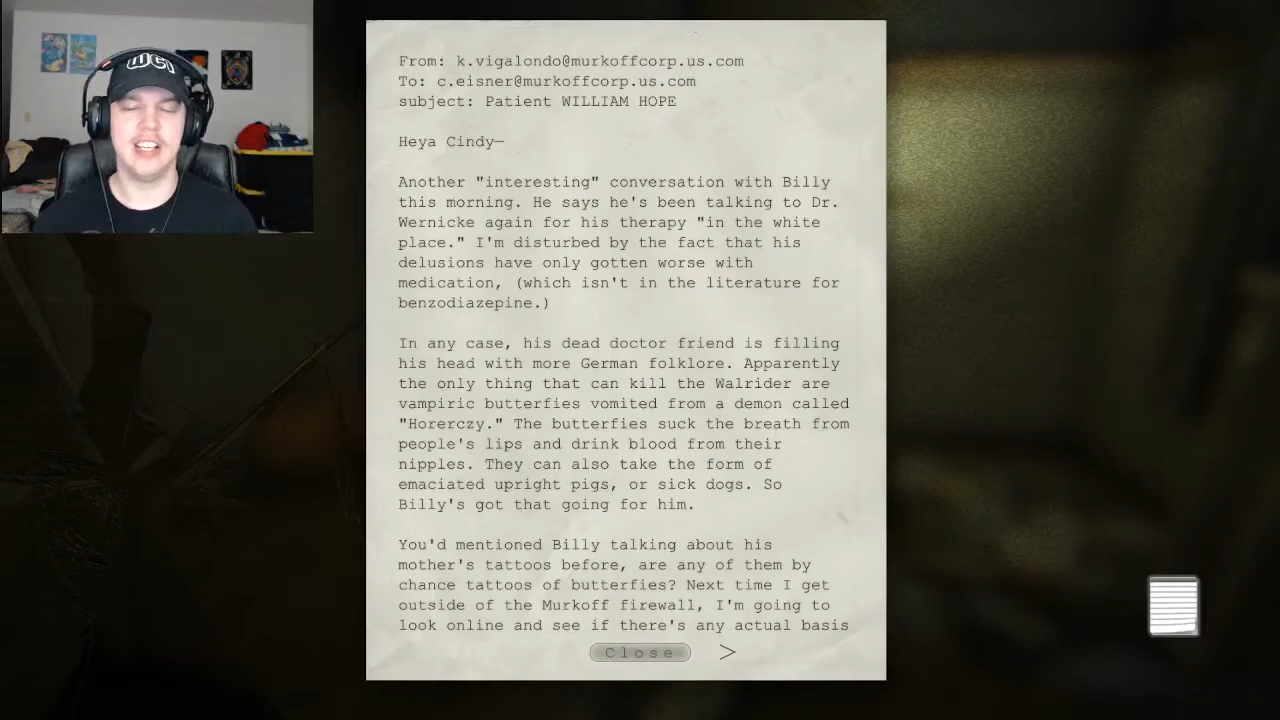 From: k.vigalondo@murkoffcorp.us.com
To: c.eisner@murkoffcorp.us.com
subject: Patient WILLIAM HOPE
Heya Cindy—
Another "interesting" conversation with Billy
this morning. He says he's been talking to Dr.
Wernicke again for his therapy "in the white
place." I'm disturbed by the fact that his
delusions have only gotten worse with
medication, (which isn't in the literature for
benzodiazepine.)
In any case, his dead doctor friend is filling
his head with more German folklore. Apparently
the only thing that can kill the Walrider are
vampiric butterfies vomited from a demon called
"Horerczy." The butterfies suck the breath from
people's lips and drink blood from their
nipples. They can also take the form of
emaciated upright pigs, or sick dogs. So
Billy's got that going for him.
You'd mentioned Billy talking about his
mother's tattoos before, are any of them by
chance tattoos of butterfies? Next time I get
outside of the Murkoff firewall, I'm going to
look online and see if there's any actual basis
Close >